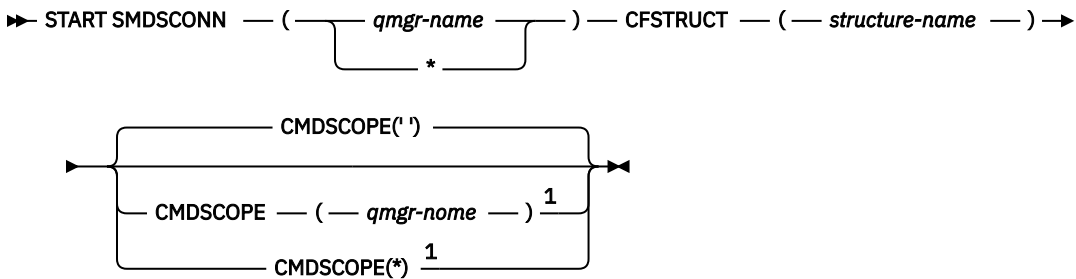 START SMDSCONN ( qmgr-name ) CFSTRUCT ( structure-name )
*
CMDSCOPE(' ')
CMDSCOPE ( qmgr-nome ) 1
CMDSCOPE(*) 1